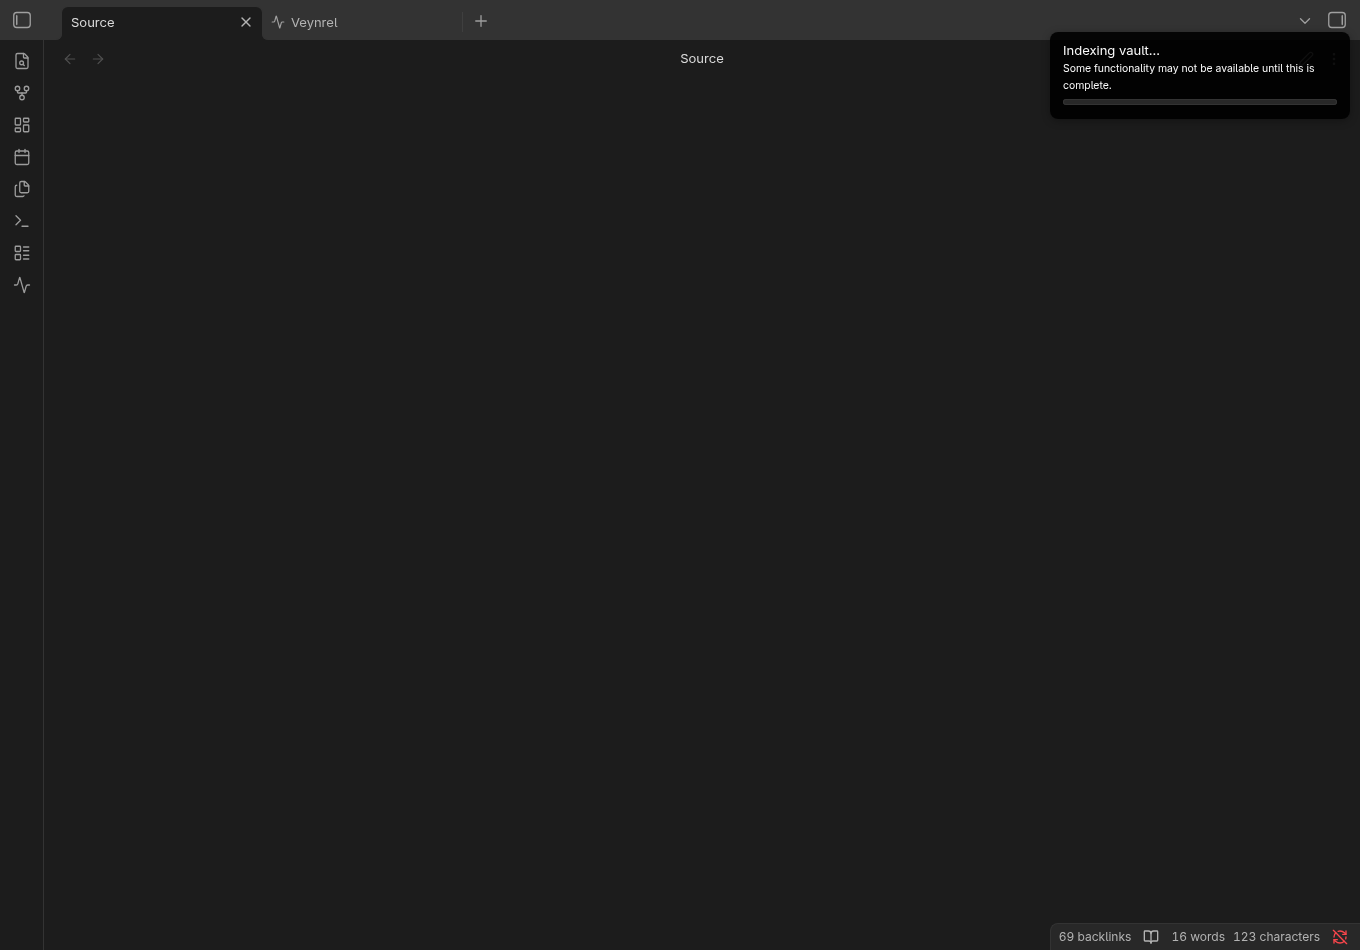 Source
Veynrel
Source
Indexing vault...
Some functionality may not be available until this is
complete.
69 backlinks
16 words
123 characters